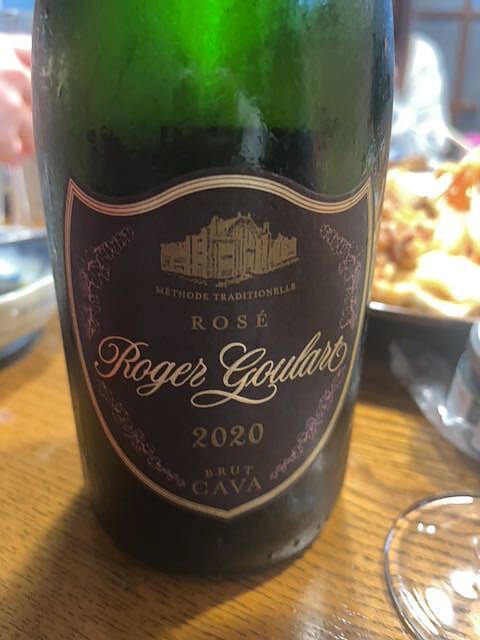 MÉTHODE TRADITIONELLE
ROSÉ
Roger Goulart
2020
BRUT
CAVA